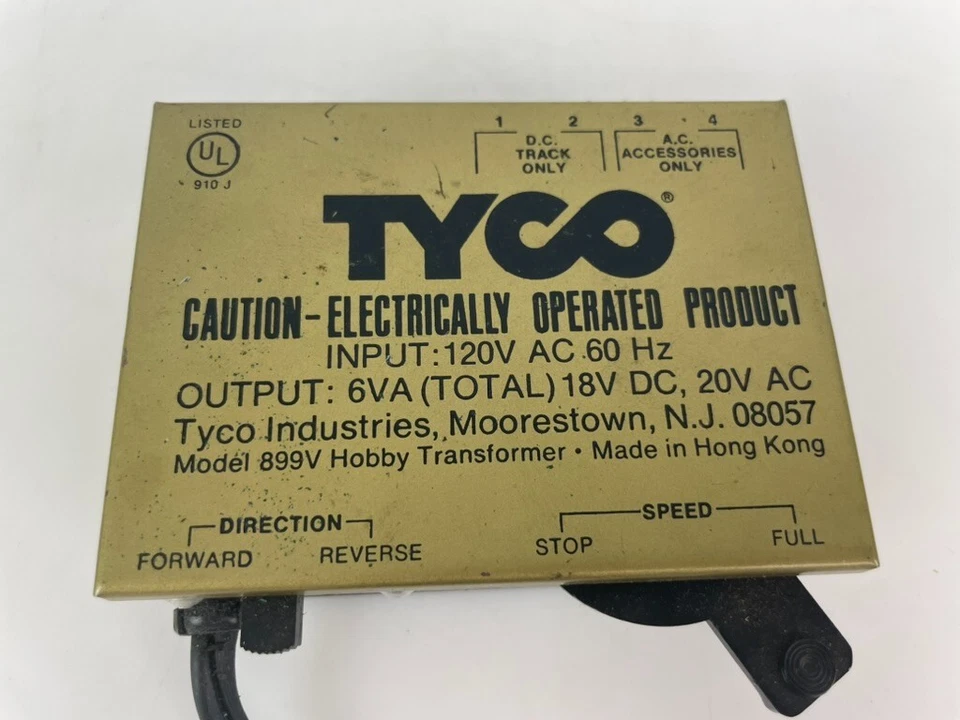 LISTED
UL
910 J
1 2 3 4
D.C. TRACK ONLY
A.C. ACCESSORIES ONLY
TYCO®
CAUTION-ELECTRICALLY OPERATED PRODUCT
INPUT: 120V AC 60 Hz
OUTPUT: 6VA (TOTAL) 18V DC, 20V AC
Tyco Industries, Moorestown, N.J. 08057
Model 899V Hobby Transformer • Made in Hong Kong
DIRECTION
FORWARD REVERSE
SPEED
STOP FULL